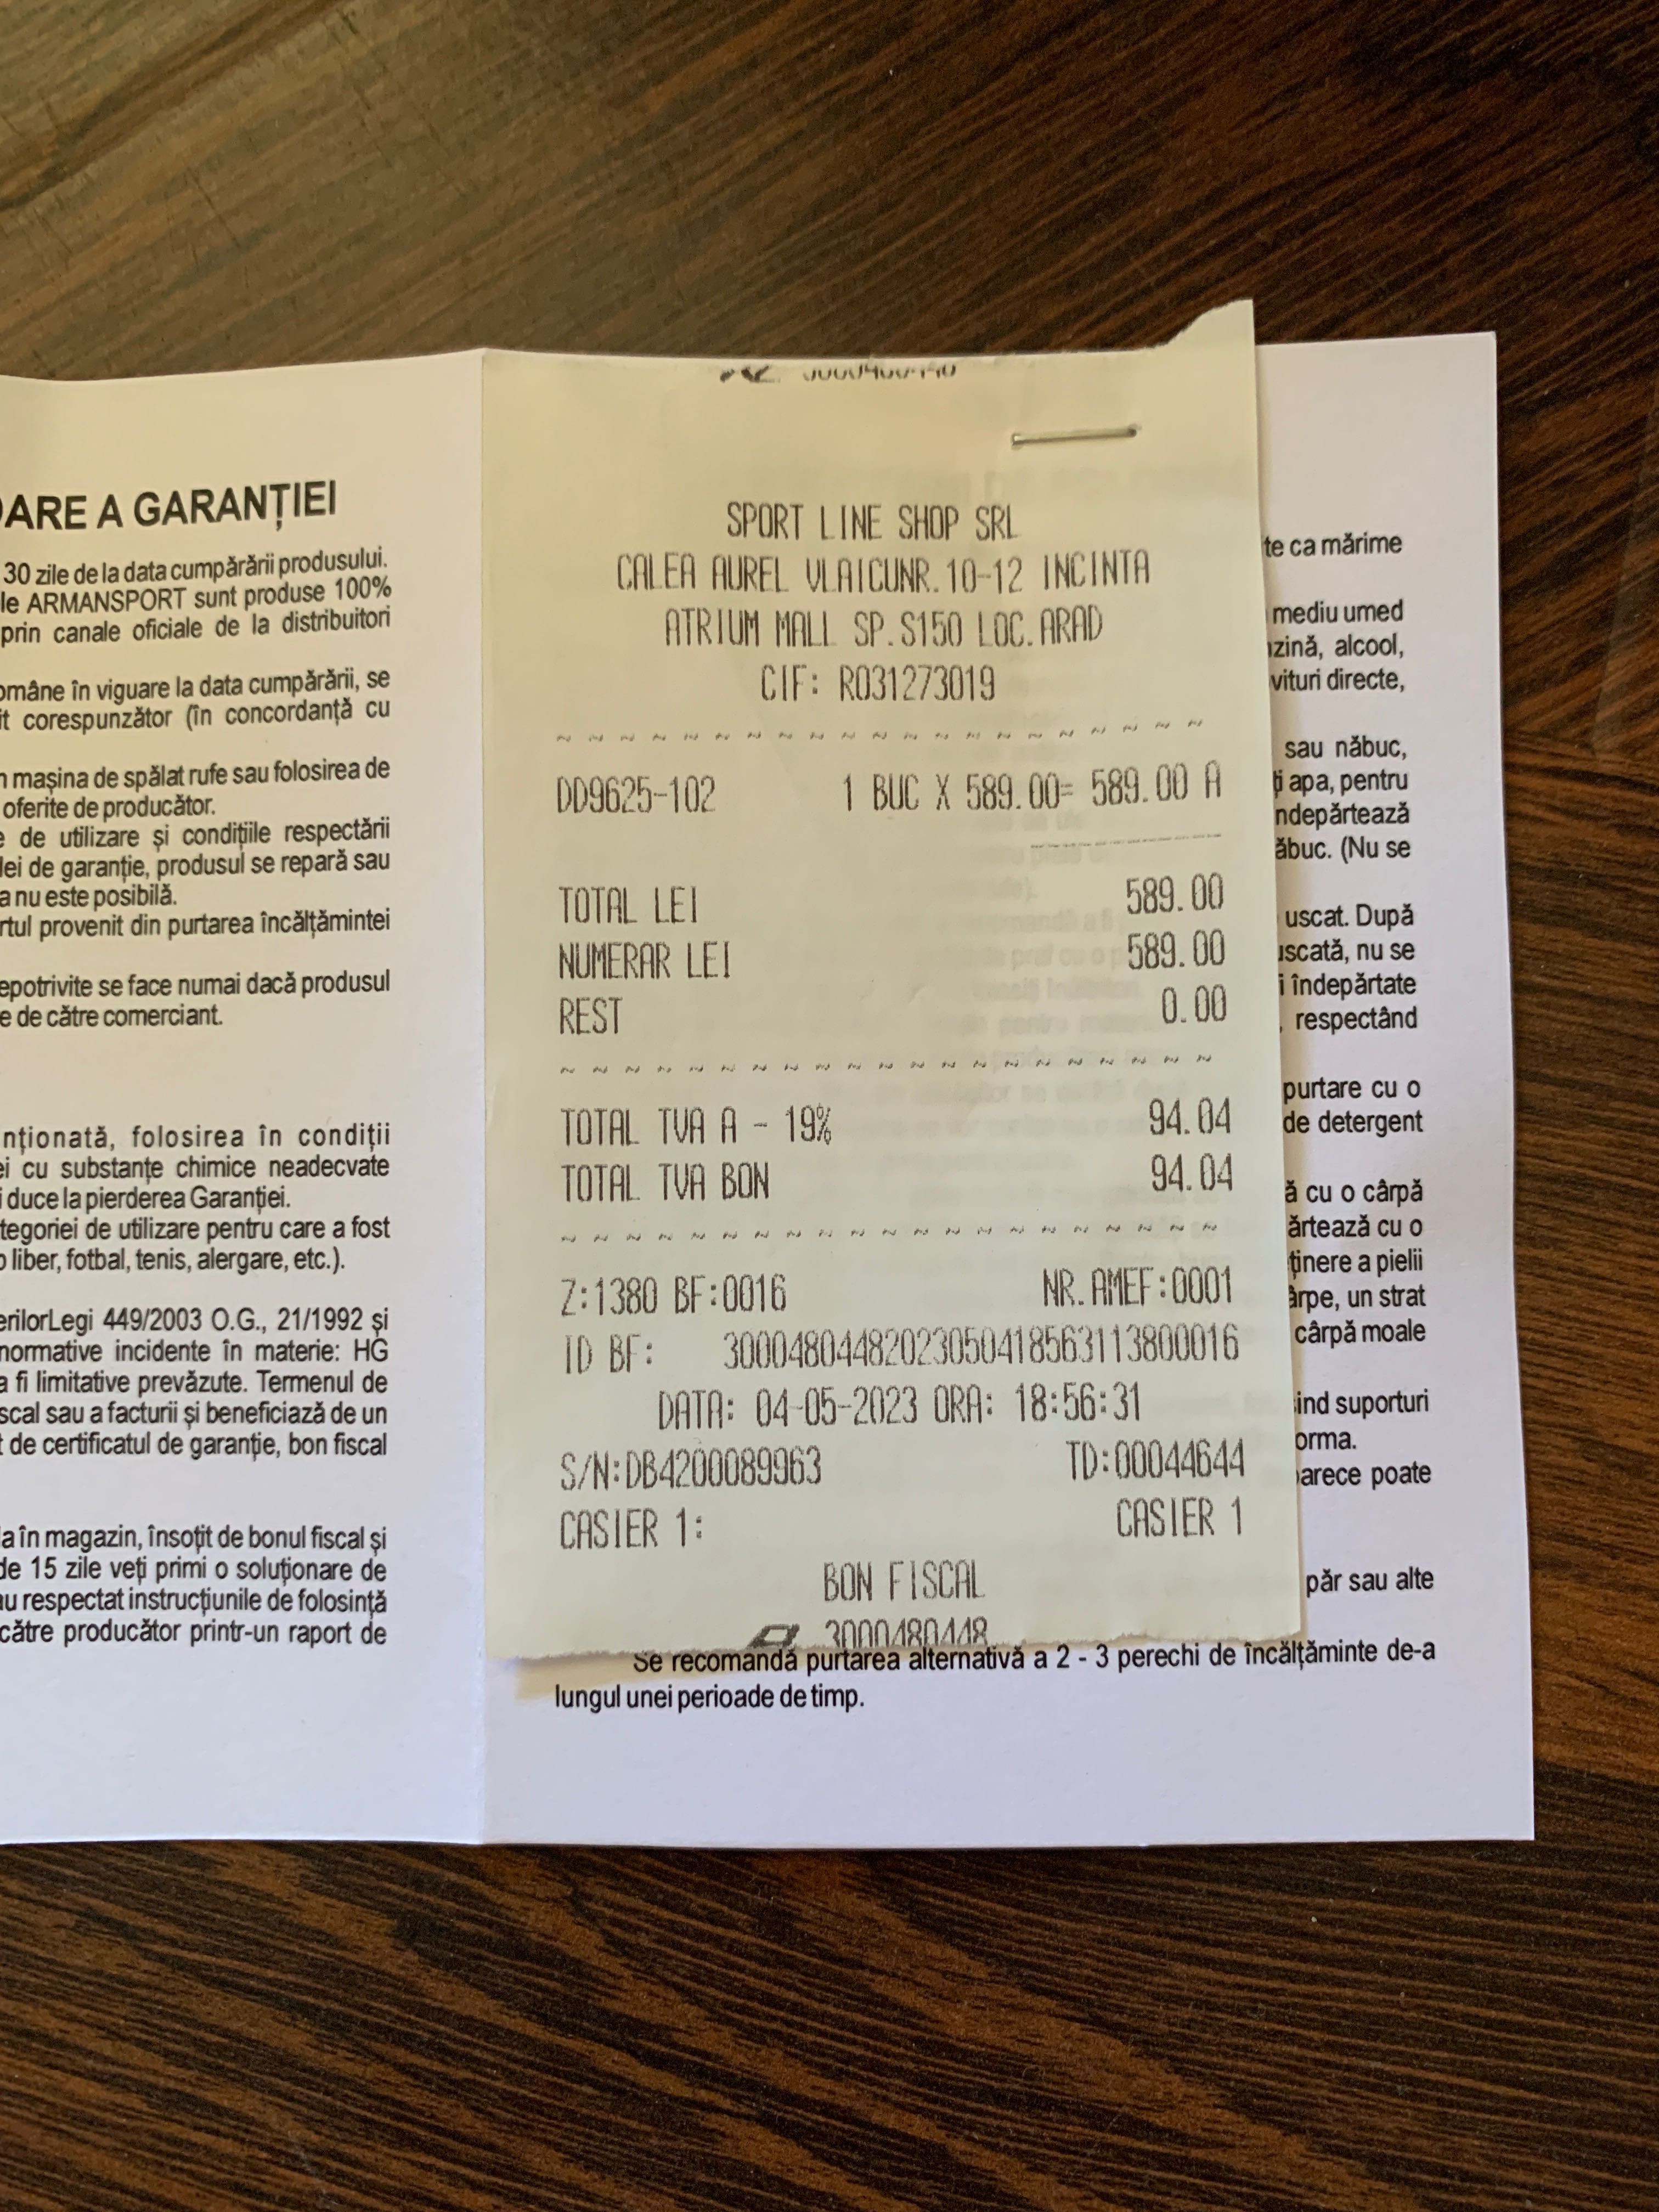 DARE A GARANȚIEI
30 zile de la data cumpărării produsului.
le ARMANSPORT sunt produse 100%
prin canale oficiale de la distribuitori
române în viguare la data cumpărării, se
it corespunzător (în concordanță cu
mașina de spălat rufe sau folosirea de
oferite de producător.
de utilizare și condițiile respectării
lei de garanție, produsul se repară sau
a nu este posibilă.
rtul provenit din purtarea încălțămintei
epotrivite se face numai dacă produsul
e de către comerciant.
nționată, folosirea în condiții
ei cu substanțe chimice neadecvate
i duce la pierderea Garanției.
tegoriei de utilizare pentru care a fost
liber, fotbal, tenis, alergare, etc.).
erilorLegi 449/2003 O.G., 21/1992 și
normative incidente în materie: HG
a fi limitative prevăzute. Termenul de
scal sau a facturii și beneficiază de un
t de certificatul de garanție, bon fiscal
a în magazin, însoțit de bonul fiscal și
de 15 zile veți primi o soluționare de
au respectat instrucțiunile de folosință
către producător printr-un raport de
SPORT LINE SHOP SRL
CALEA AUREL VLAICUNR.10-12 INCINTA
ATRIUM MALL SP.S150 LOC.ARAD
CIF: RO31273019
DD9625-102 1 BUC X 589.00= 589.00 A
TOTAL LEI 589.00
NUMERAR LEI 589.00
REST 0.00
TOTAL TVA A - 19% 94.04
TOTAL TVA BON 94.04
Z:1380 BF:0016 NR.AMEF:0001
ID BF: 30004804482023050418563113800016
DATA: 04-05-2023 ORA: 18:56:31
S/N:DB4200089963 TD:00044644
CASIER 1: CASIER 1
BON FISCAL
3000480448
te ca mărime
mediu umed
nzină, alcool,
vituri directe,
sau năbuc,
ți apa, pentru
ndepărtează
ăbuc. (Nu se
uscat. După
uscată, nu se
i îndepărtate
, respectând
purtare cu o
de detergent
ă cu o cârpă
ărtează cu o
ținere a pielii
ârpe, un strat
cârpă moale
ind suporturi
orma.
arece poate
păr sau alte
Se recomandă purtarea alternativă a 2 - 3 perechi de încălțăminte de-a
lungul unei perioade de timp.